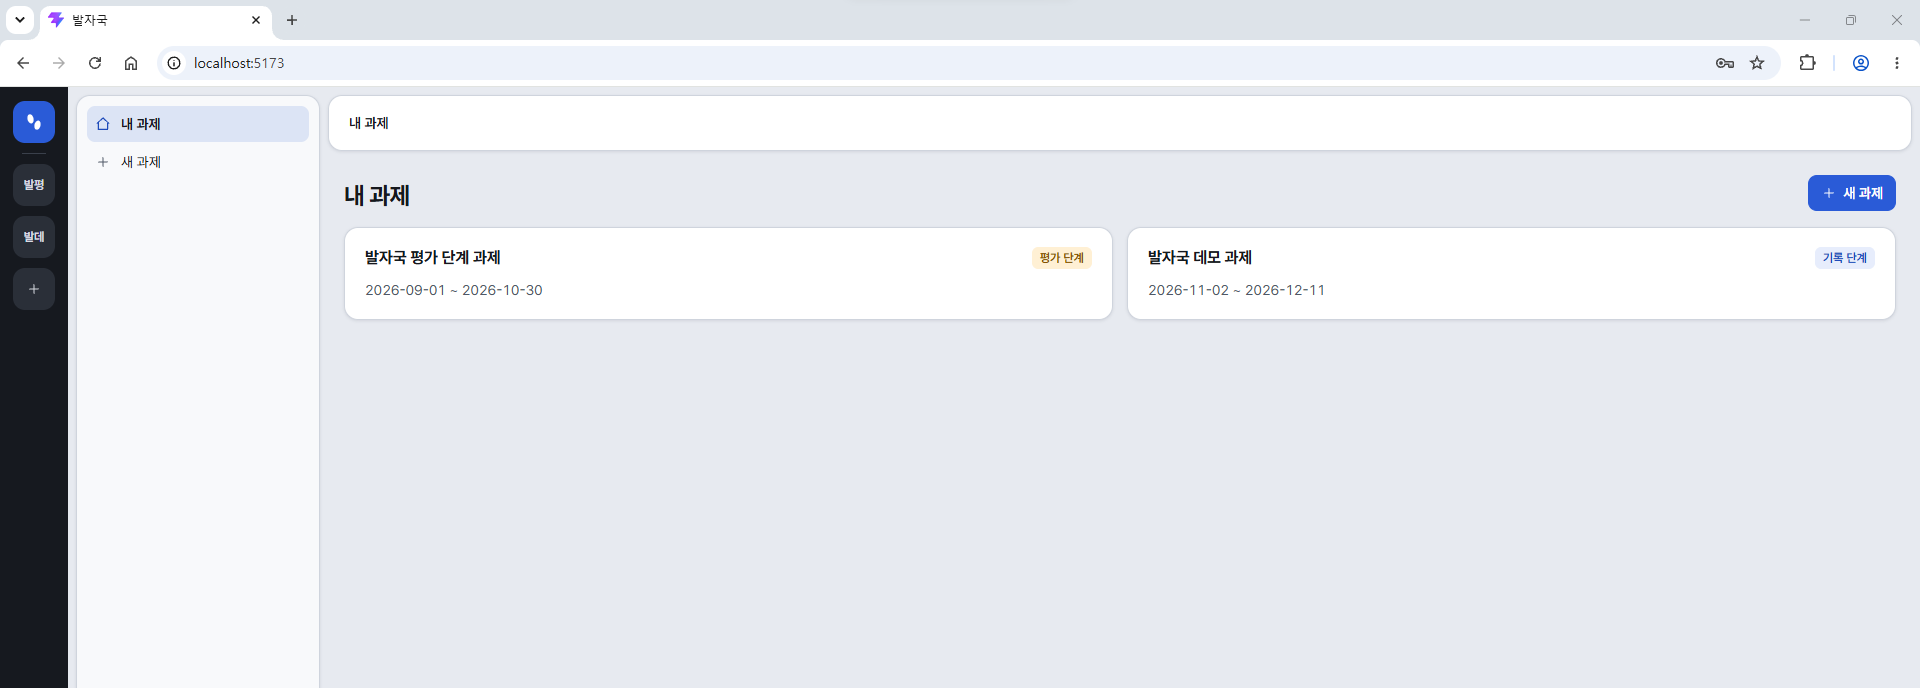 발자국
localhost:5173
발평
발데
내 과제
새 과제
내 과제
내 과제
새 과제
발자국 평가 단계 과제
평가 단계
2026-09-01 ~ 2026-10-30
발자국 데모 과제
기록 단계
2026-11-02 ~ 2026-12-11